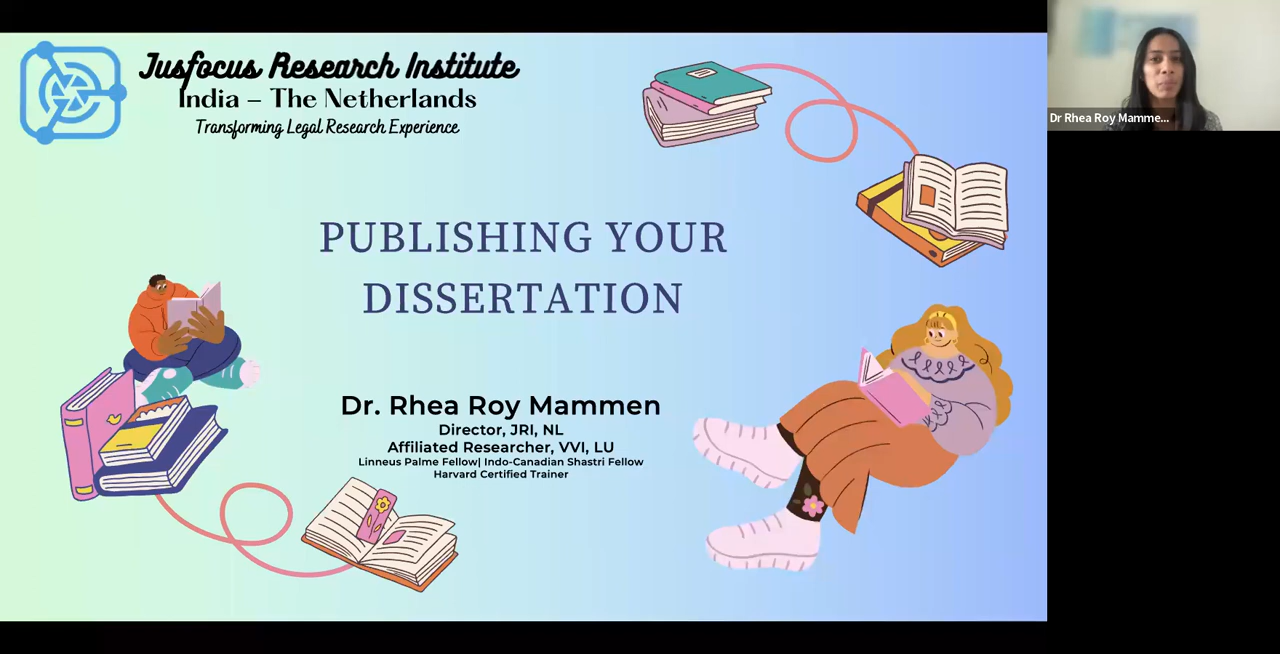 Jusfocus Research Institute
India – The Netherlands
Transforming Legal Research Experience
PUBLISHING YOUR
DISSERTATION
Dr. Rhea Roy Mammen
Director, JRI, NL
Affiliated Researcher, VVI, LU
Linneus Palme Fellow| Indo-Canadian Shastri Fellow
Harvard Certified Trainer
Dr Rhea Roy Mamme...